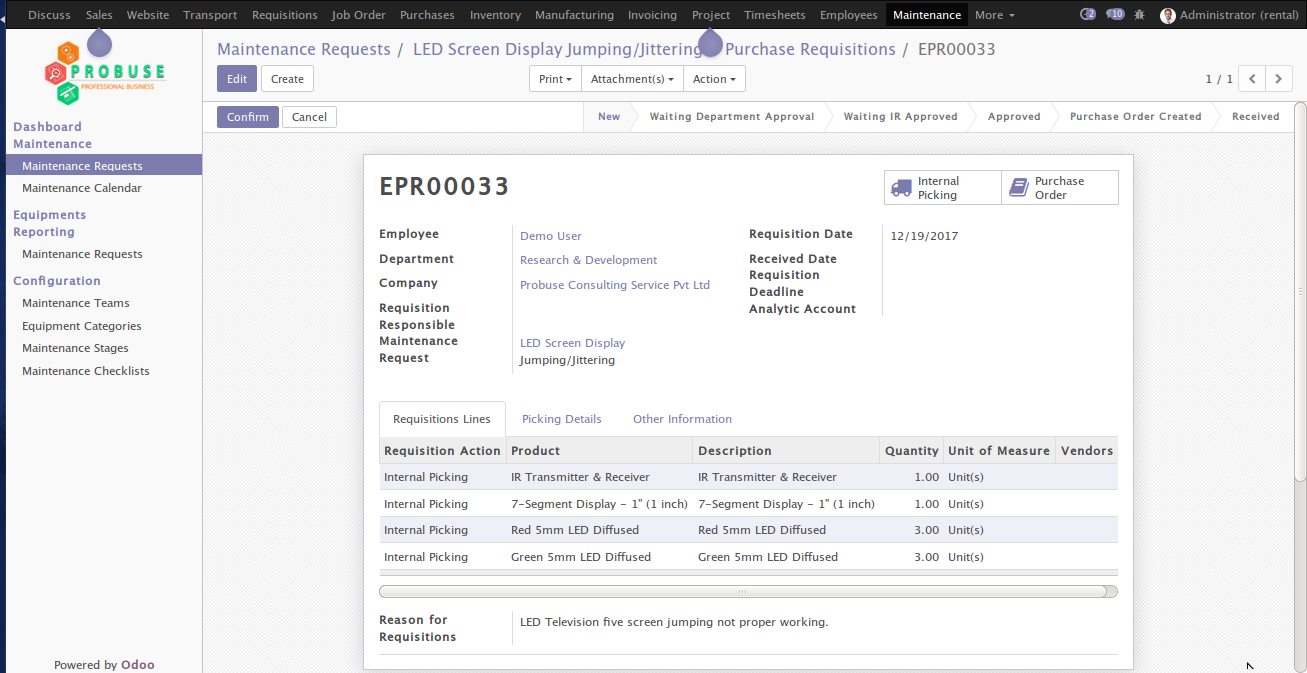 Discuss Sales Website Transport Requisitions Job Order Purchases Inventory Manufacturing Invoicing Project Timesheets Employees Maintenance More 2 10 Administrator (rental)
PROBUSE
PROFESSIONAL BUSINESS
Dashboard
Maintenance
Maintenance Requests
Maintenance Calendar
Equipments
Reporting
Maintenance Requests
Configuration
Maintenance Teams
Equipment Categories
Maintenance Stages
Maintenance Checklists
Powered by Odoo
Maintenance Requests / LED Screen Display Jumping/Jittering Purchase Requisitions / EPR00033
Edit Create Print Attachment(s) Action 1 / 1
Confirm Cancel New Waiting Department Approval Waiting IR Approved Approved Purchase Order Created Received
EPR00033
Internal
Picking
Purchase
Order
Employee Demo User
Department Research & Development
Company Probuse Consulting Service Pvt Ltd
Requisition
Responsible
Maintenance
Request
LED Screen Display
Jumping/Jittering
Requisition Date 12/19/2017
Received Date
Requisition
Deadline
Analytic Account
Requisitions Lines Picking Details Other Information
Requisition Action Product Description Quantity Unit of Measure Vendors
Internal Picking IR Transmitter & Receiver IR Transmitter & Receiver 1.00 Unit(s)
Internal Picking 7-Segment Display - 1" (1 inch) 7-Segment Display - 1" (1 inch) 1.00 Unit(s)
Internal Picking Red 5mm LED Diffused Red 5mm LED Diffused 3.00 Unit(s)
Internal Picking Green 5mm LED Diffused Green 5mm LED Diffused 3.00 Unit(s)
Reason for
Requisitions
LED Television five screen jumping not proper working.